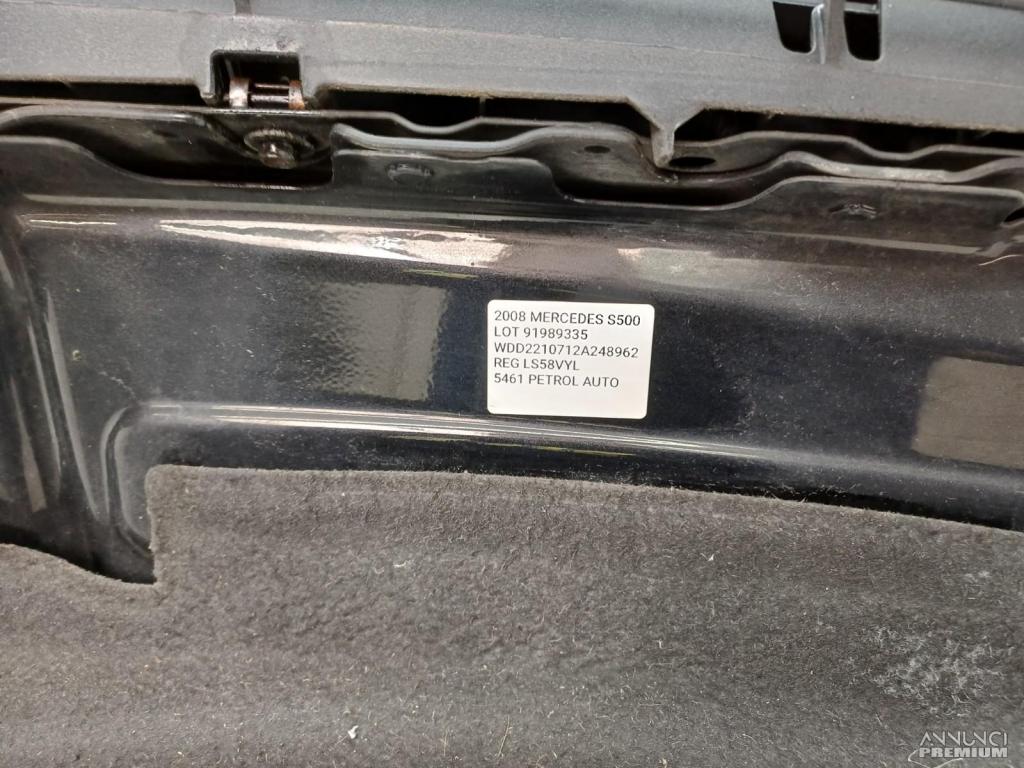 2008 MERCEDES S500
LOT 91989335
WDD2210712A248962
REG LS58VYL
5461 PETROL AUTO
ANNUNCI
PREMIUM